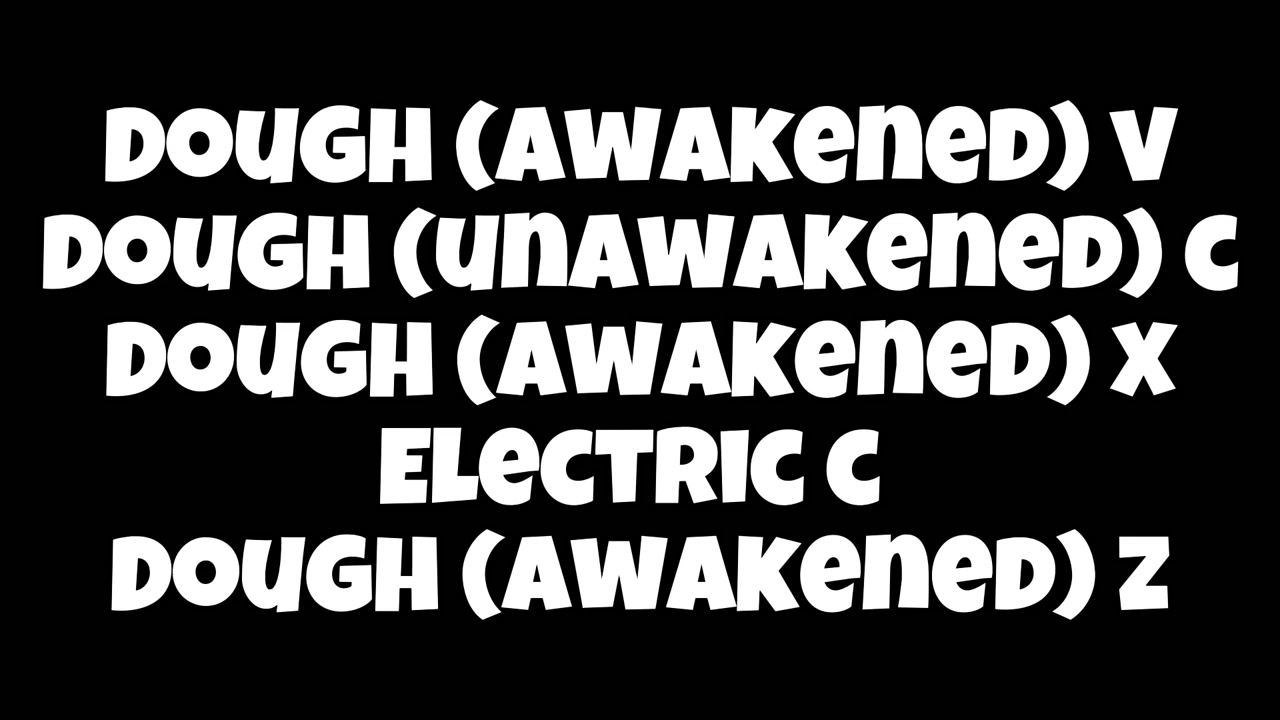 Dough (Awakened) V
Dough (Unawakened) C
Dough (Awakened) X
Electric C
Dough (Awakened) Z